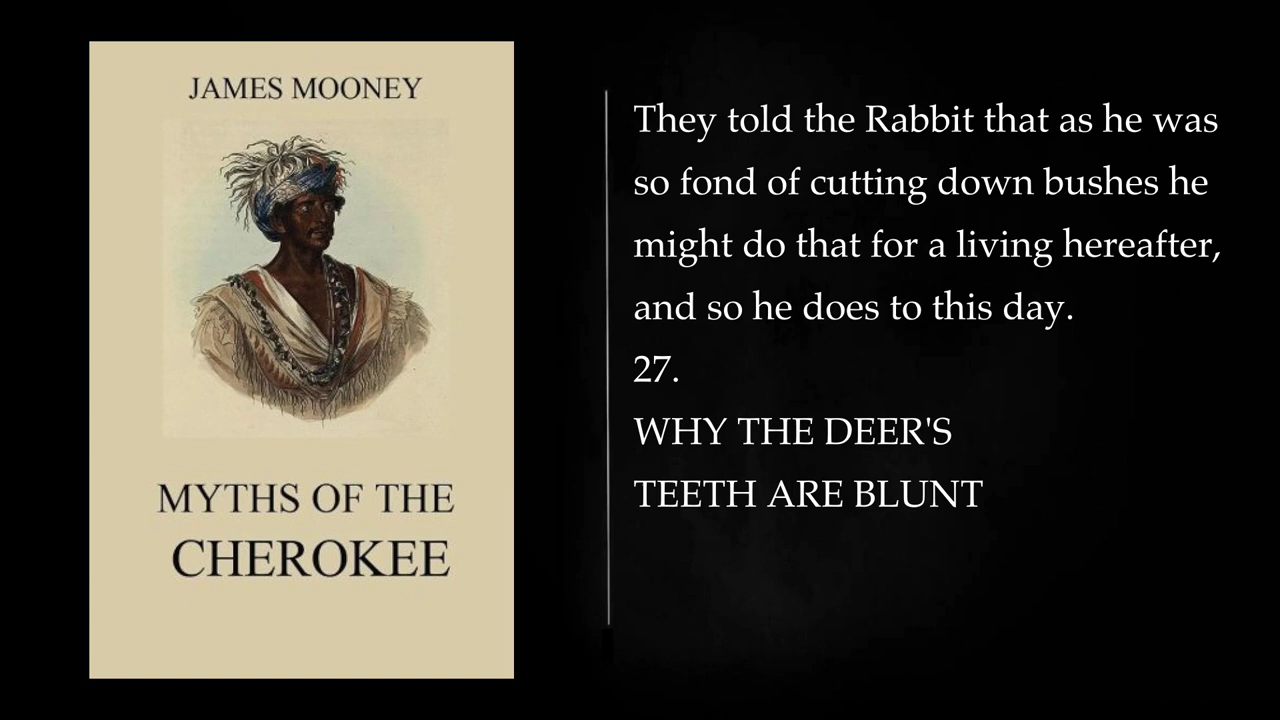 JAMES MOONEY
MYTHS OF THE
CHEROKEE
They told the Rabbit that as he was
so fond of cutting down bushes he
might do that for a living hereafter,
and so he does to this day.
27.
WHY THE DEER'S
TEETH ARE BLUNT